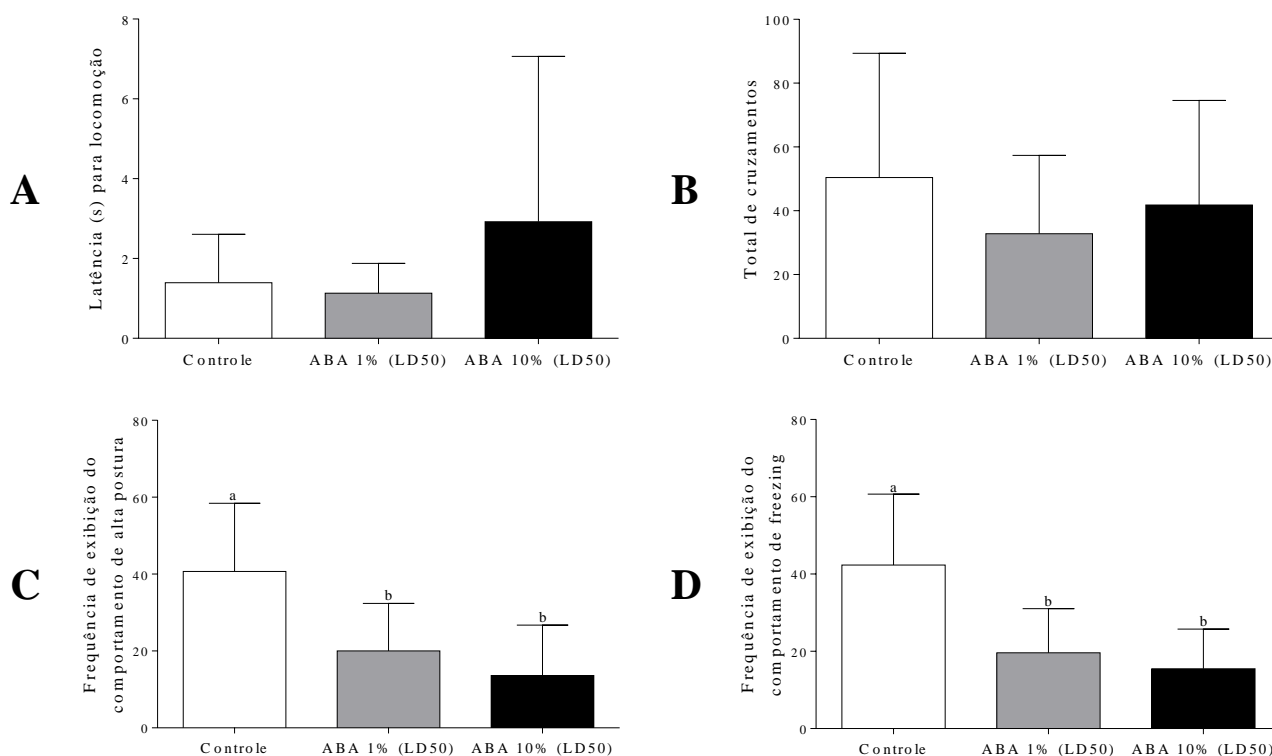 A
Latência (s) para locomoção
8
6
4
2
0
Controle
ABA 1% (LD50)
ABA 10% (LD50)
B
Total de cruzamentos
100
80
60
40
20
0
Controle
ABA 1% (LD50)
ABA 10% (LD50)
C
Frequência de exibição do
comportamento de alta postura
80
60
40
20
0
a
b
b
Controle
ABA 1% (LD50)
ABA 10% (LD50)
D
Frequência de exibição do
comportamento de freezing
80
60
40
20
0
a
b
b
Controle
ABA 1% (LD50)
ABA 10% (LD50)